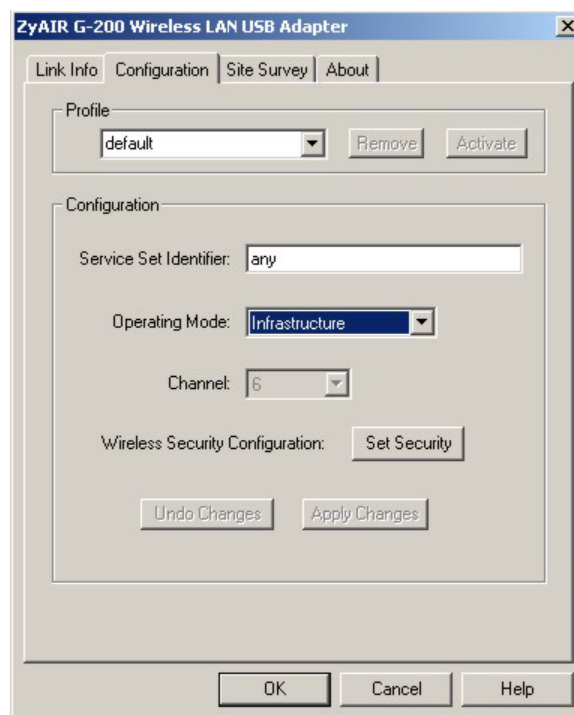 ZyAIR G-200 Wireless LAN USB Adapter
Link Info Configuration Site Survey About
Profile
default Remove Activate
Configuration
Service Set Identifier: any
Operating Mode: Infrastructure
Channel: 6
Wireless Security Configuration: Set Security
Undo Changes Apply Changes
OK Cancel Help